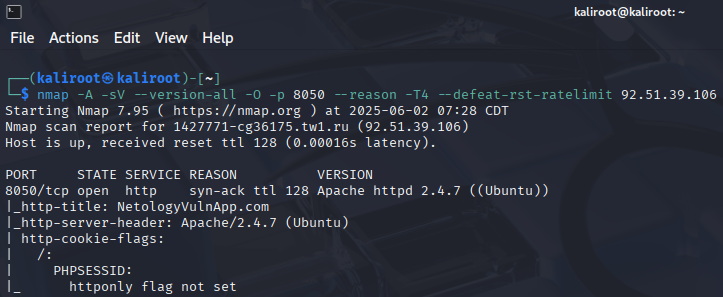 kaliroot@kaliroot: ~
File Actions Edit View Help
┌──(kaliroot㉿kaliroot)-[~]
└─$ nmap -A -sV --version-all -O -p 8050 --reason -T4 --defeat-rst-ratelimit 92.51.39.106
Starting Nmap 7.95 ( https://nmap.org ) at 2025-06-02 07:28 CDT
Nmap scan report for 1427771-cg36175.tw1.ru (92.51.39.106)
Host is up, received reset ttl 128 (0.00016s latency).
PORT     STATE SERVICE REASON          VERSION
8050/tcp open  http    syn-ack ttl 128 Apache httpd 2.4.7 ((Ubuntu))
|_http-title: NetologyVulnApp.com
|_http-server-header: Apache/2.4.7 (Ubuntu)
| http-cookie-flags:
|   /:
|     PHPSESSID:
|_      httponly flag not set